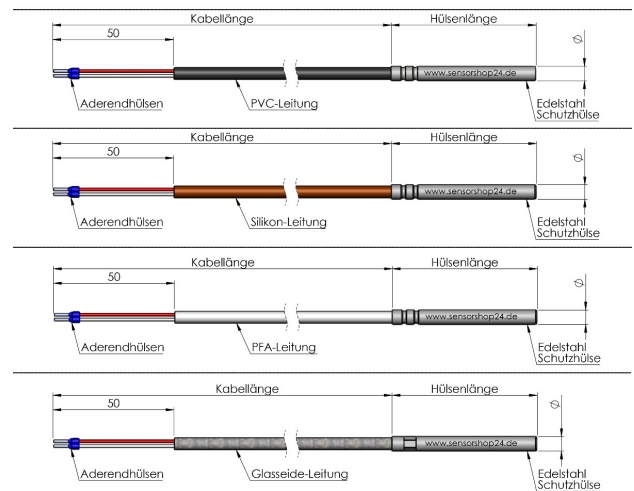 Kabellänge Hülsenlänge
50 Ø
www.sensorshop24.de
Aderendhülsen PVC-Leitung Edelstahl
Schutzhülse
Kabellänge Hülsenlänge
50 Ø
www.sensorshop24.de
Aderendhülsen Silikon-Leitung Edelstahl
Schutzhülse
Kabellänge Hülsenlänge
50 Ø
www.sensorshop24.de
Aderendhülsen PFA-Leitung Edelstahl
Schutzhülse
Kabellänge Hülsenlänge
50 Ø
www.sensorshop24.de
Aderendhülsen Glasseide-Leitung Edelstahl
Schutzhülse